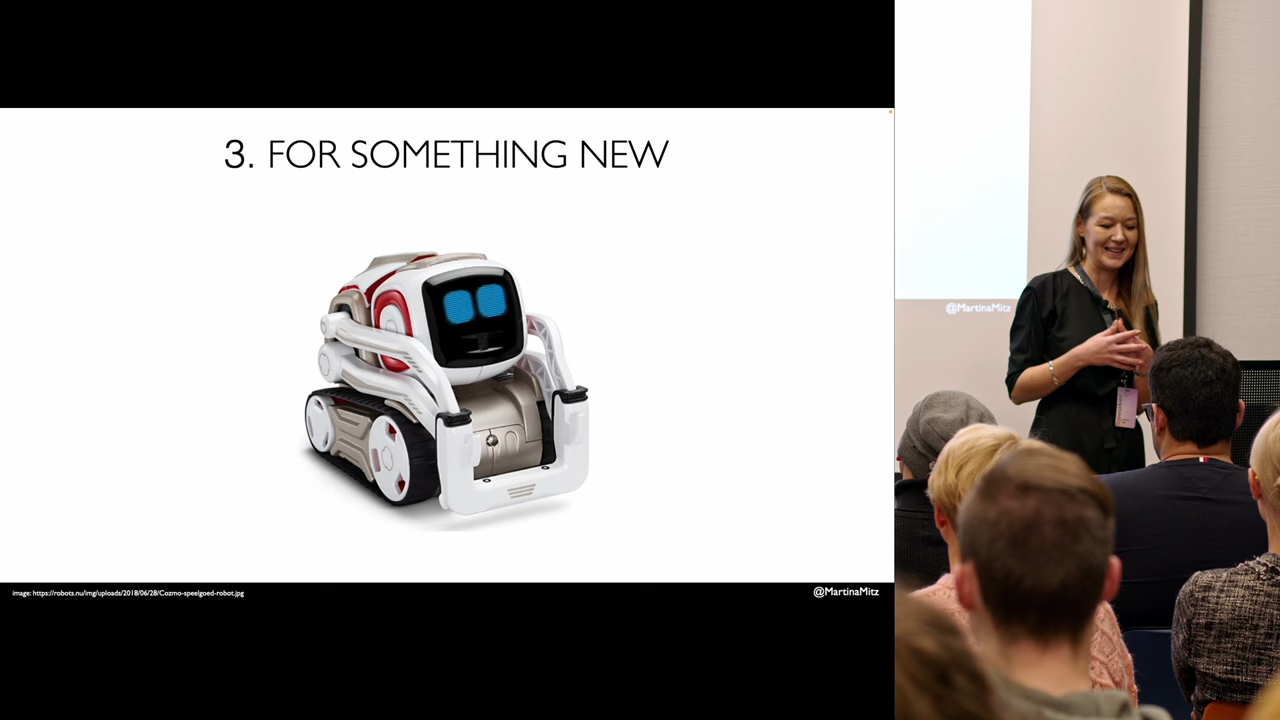 3. FOR SOMETHING NEW
@MartinaMitz
image: https://robots.nu/img/uploads/2018/06/28/Cozmo-speelgoed-robot.jpg
@MartinaMitz